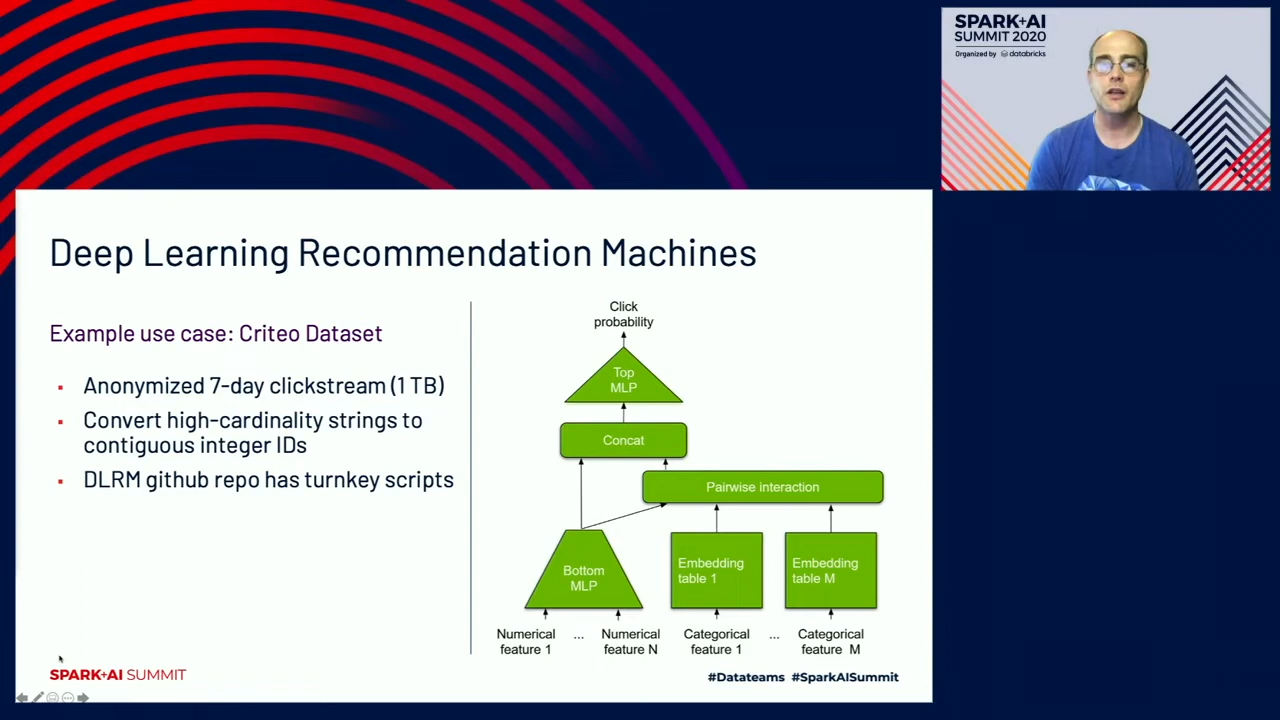 SPARK+AI
SUMMIT 2020
Organized by databricks
Deep Learning Recommendation Machines
Example use case: Criteo Dataset
▪ Anonymized 7-day clickstream (1 TB)
▪ Convert high-cardinality strings to
contiguous integer IDs
▪ DLRM github repo has turnkey scripts
Click
probability
Top
MLP
Concat
Pairwise interaction
Bottom
MLP
Embedding
table 1
Embedding
table M
Numerical
feature 1
...
Numerical
feature N
Categorical
feature 1
...
Categorical
feature M
SPARK+AI SUMMIT
#Datateams #SparkAISummit